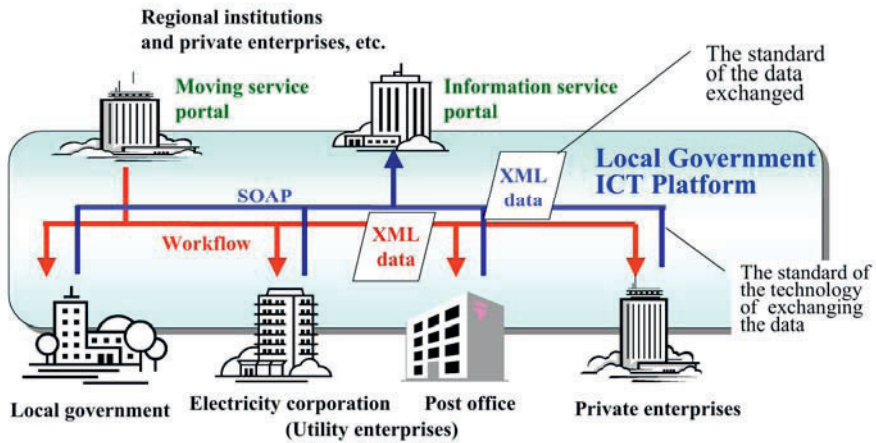 Regional institutions
and private enterprises, etc.
Moving service
portal
Information service
portal
The standard
of the data
exchanged
Local Government
ICT Platform
XML
data
SOAP
Workflow
XML
data
The standard of
the technology
of exchanging
the data
Local government
Electricity corporation
(Utility enterprises)
Post office
Private enterprises